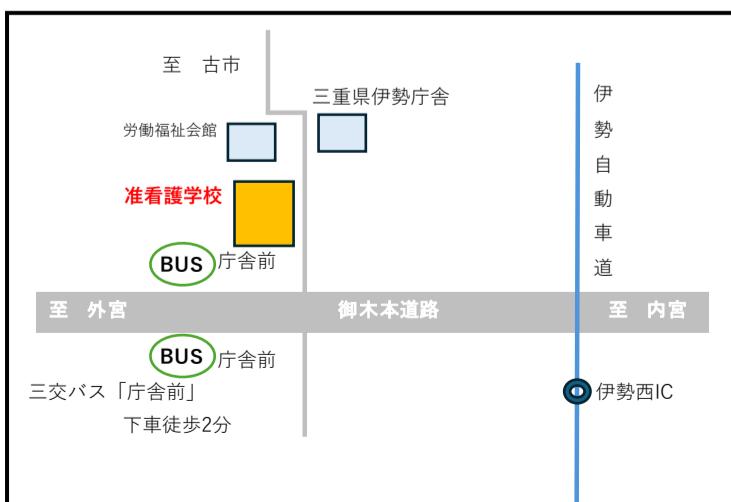 至　古市
三重県伊勢庁舎
労働福祉会館
准看護学校
伊勢自動車道
BUS 庁舎前
至　外宮
御木本道路
至　内宮
BUS 庁舎前
三交バス「庁舎前」
下車徒歩2分
伊勢西IC